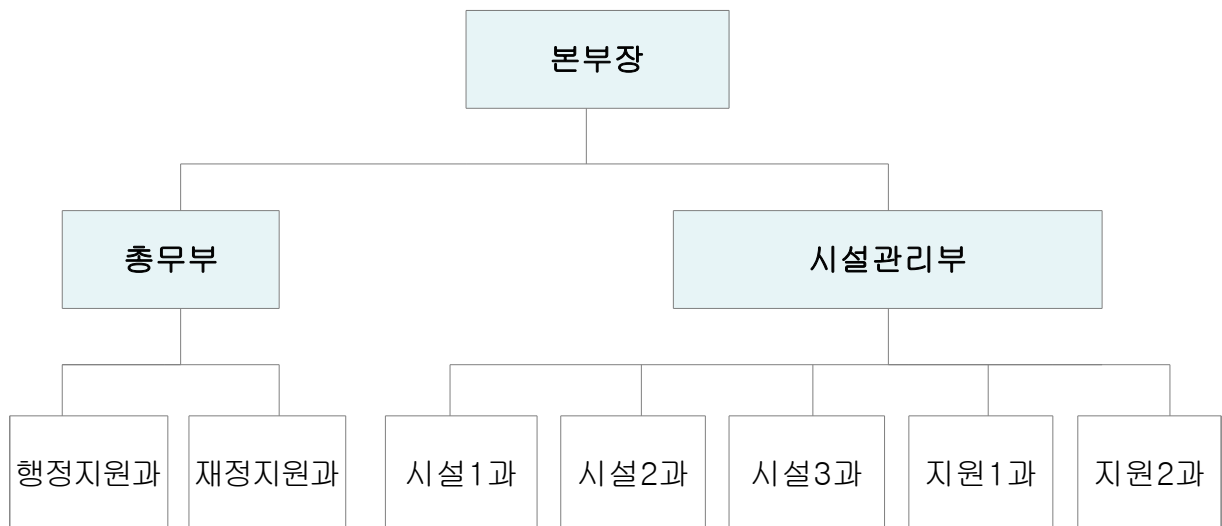 본부장
총무부
시설관리부
행정지원과
재정지원과
시설1과
시설2과
시설3과
지원1과
지원2과